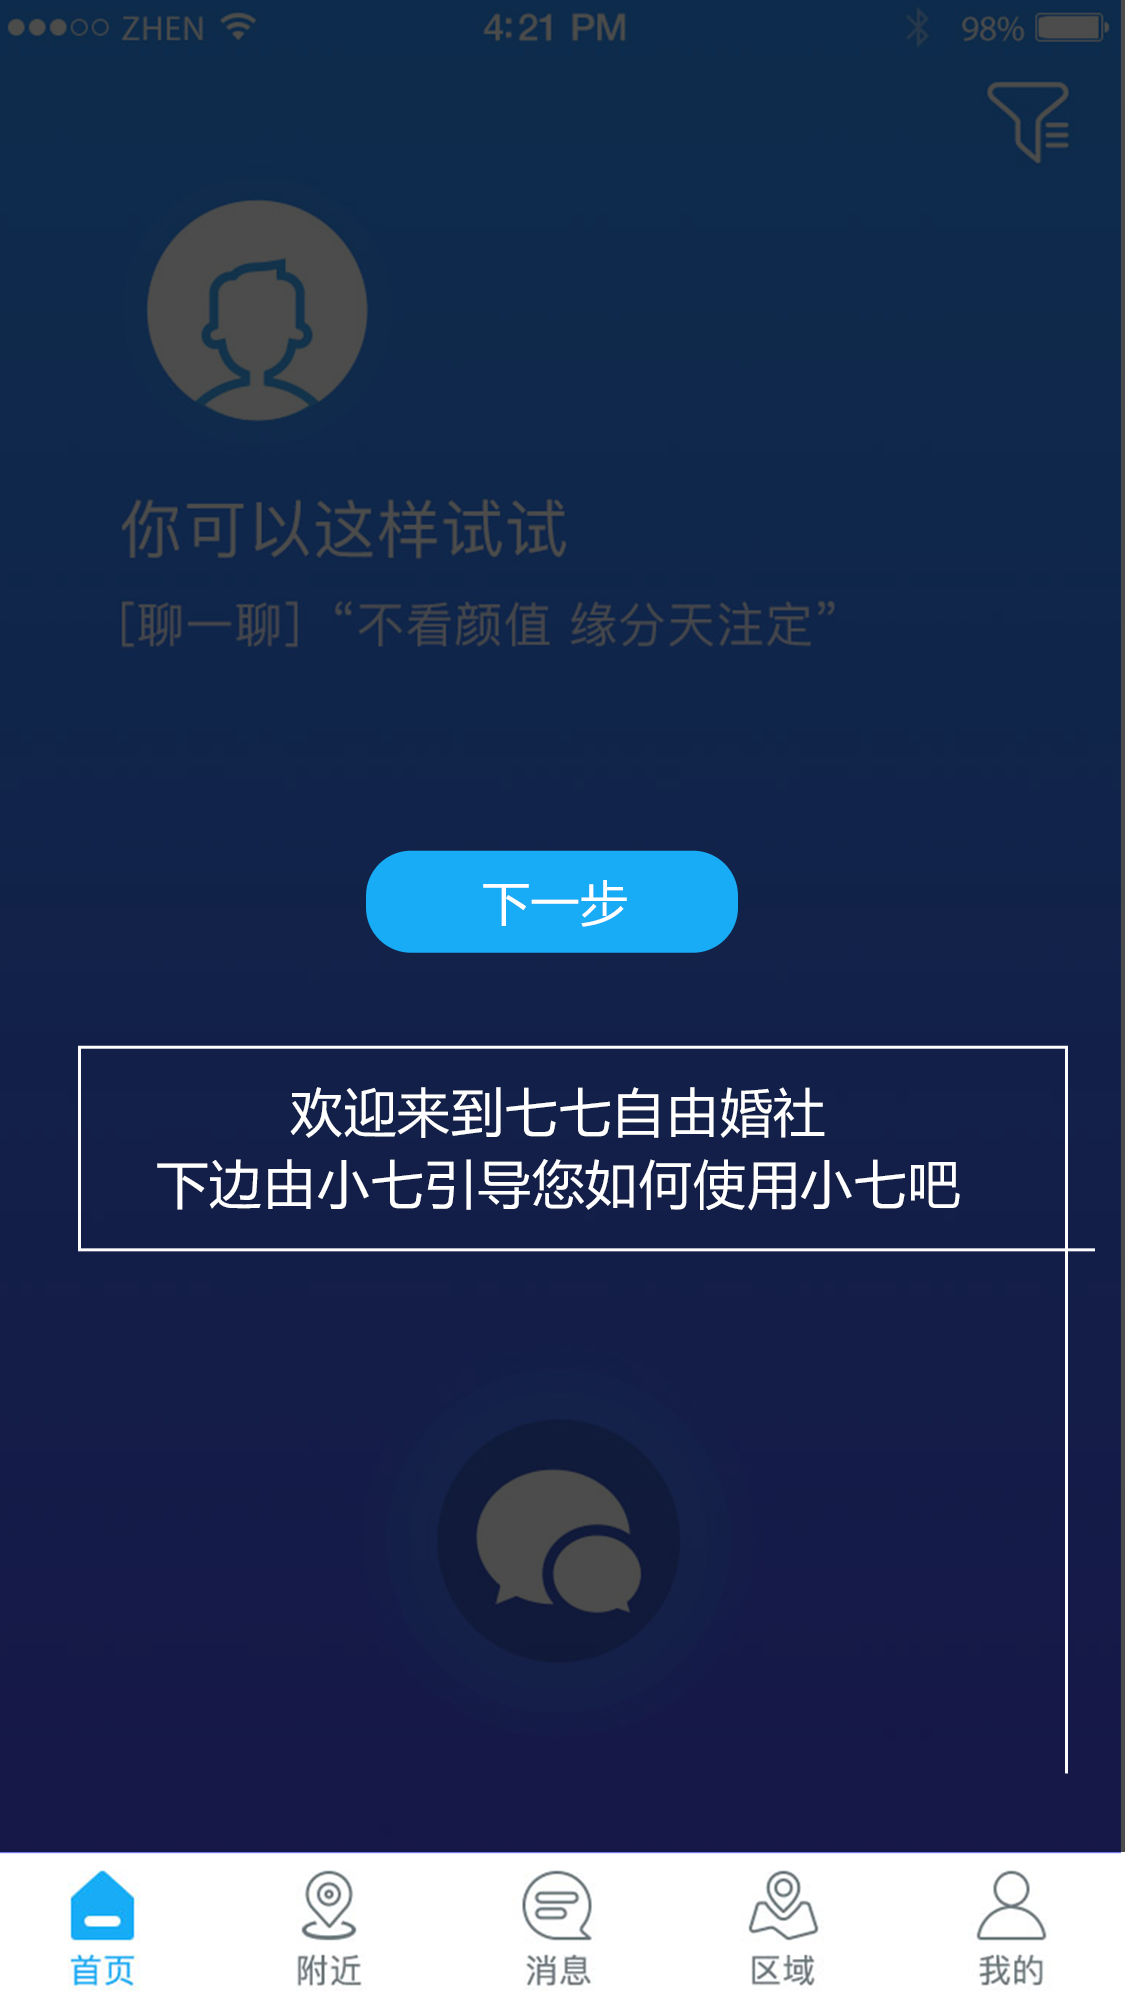 ZHEN 4:21 PM 98%
你可以这样试试
[聊一聊] “不看颜值 缘分天注定”
下一步
欢迎来到七七自由婚社
下边由小七引导您如何使用小七吧
首页 附近 消息 区域 我的